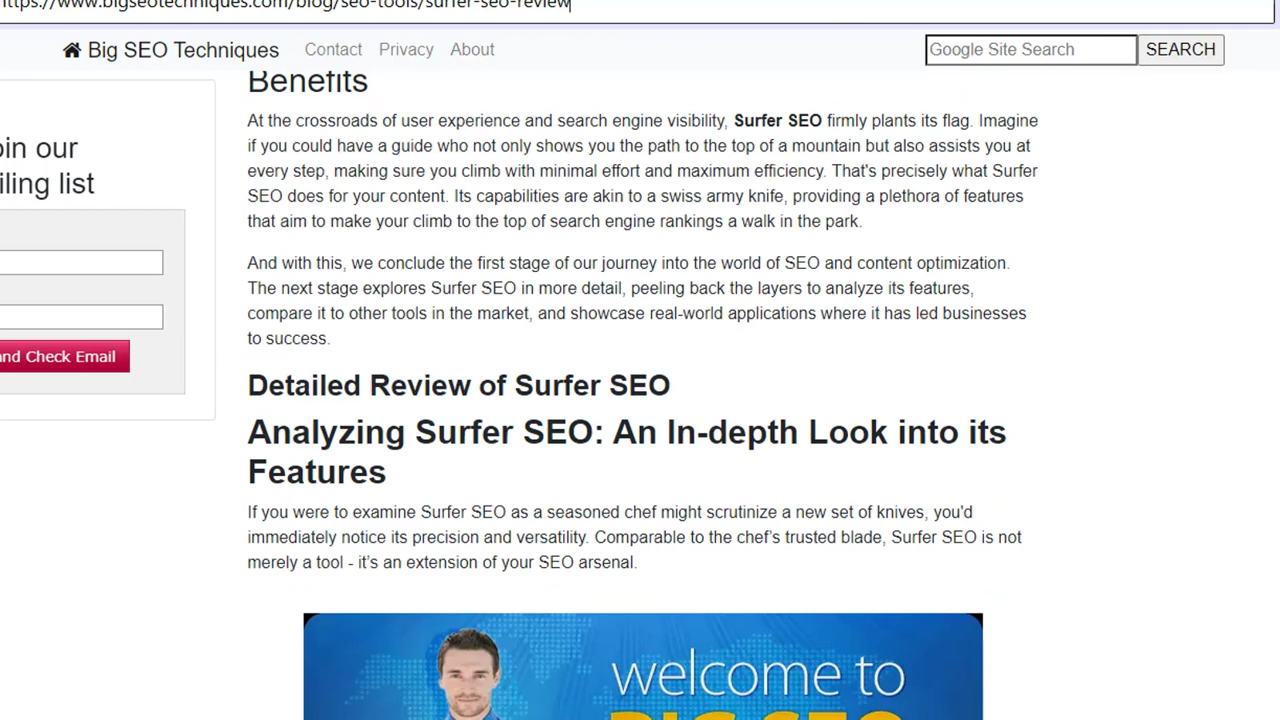 https://www.bigseotechniques.com/blog/seo-tools/surfer-seo-review
Big SEO Techniques Contact Privacy About Google Site Search SEARCH
Benefits
At the crossroads of user experience and search engine visibility, Surfer SEO firmly plants its flag. Imagine
if you could have a guide who not only shows you the path to the top of a mountain but also assists you at
every step, making sure you climb with minimal effort and maximum efficiency. That's precisely what Surfer
SEO does for your content. Its capabilities are akin to a swiss army knife, providing a plethora of features
that aim to make your climb to the top of search engine rankings a walk in the park.
And with this, we conclude the first stage of our journey into the world of SEO and content optimization.
The next stage explores Surfer SEO in more detail, peeling back the layers to analyze its features,
compare it to other tools in the market, and showcase real-world applications where it has led businesses
to success.
Detailed Review of Surfer SEO
Analyzing Surfer SEO: An In-depth Look into its
Features
If you were to examine Surfer SEO as a seasoned chef might scrutinize a new set of knives, you'd
immediately notice its precision and versatility. Comparable to the chef's trusted blade, Surfer SEO is not
merely a tool - it's an extension of your SEO arsenal.
oin our
iling list
and Check Email
welcome to
BIG SEO